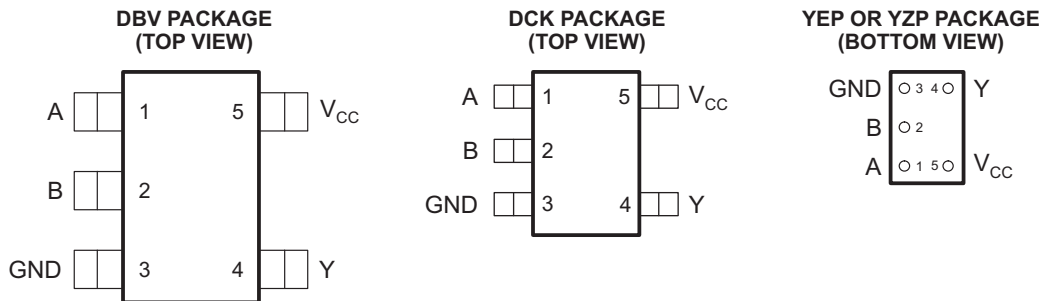 DBV PACKAGE
(TOP VIEW)
A 1 5 VCC
B 2
GND 3 4 Y
DCK PACKAGE
(TOP VIEW)
A 1 5 VCC
B 2
GND 3 4 Y
YEP OR YZP PACKAGE
(BOTTOM VIEW)
GND 3 4 Y
B 2
A 1 5 VCC